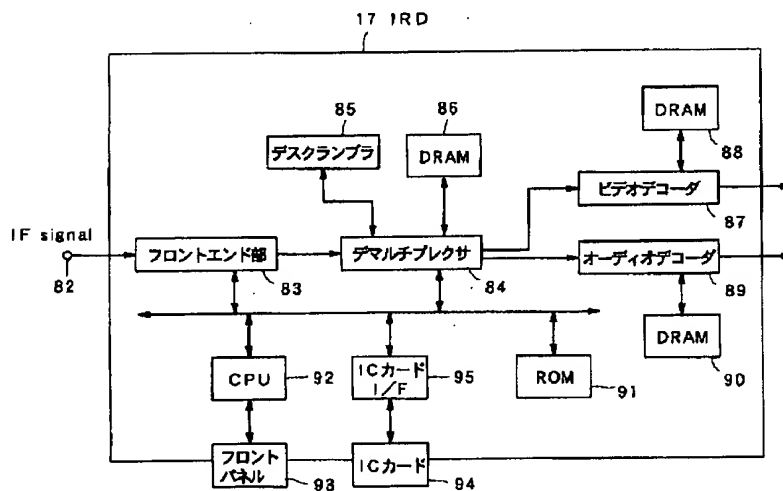 17 IRD
85
デスクランブラ
86
DRAM
DRAM
88
ビデオデコーダ
87
IF signal
82
フロントエンド部
83
デマルチプレクサ
84
オーディオデコーダ
89
DRAM
90
CPU
92
ICカード
I/F
95
ROM
91
フロント
パネル
93
ICカード
94